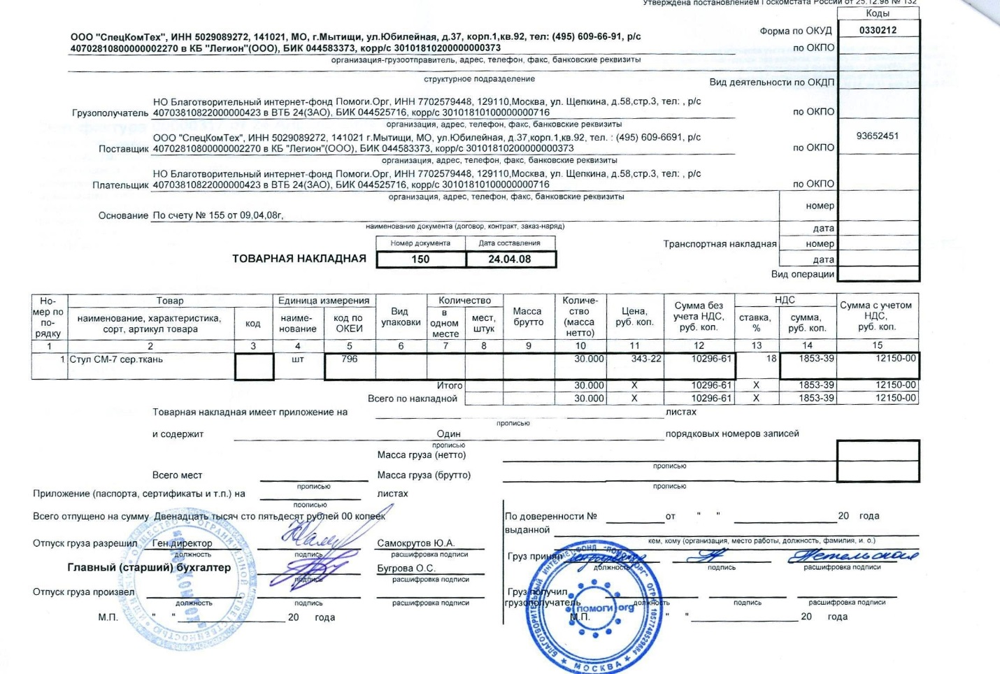 Утверждена постановлением Госкомстата России от 25.12.98 № 132
Коды
Форма по ОКУД 0330212
ООО "СпецКомТех", ИНН 5029089272, 141021, МО, г.Мытищи, ул.Юбилейная, д.37, корп.1,кв.92, тел: (495) 609-66-91, р/с
40702810800000002270 в КБ "Легион"(ООО), БИК 044583373, корр/с 30101810200000000373
по ОКПО
организация-грузоотправитель, адрес, телефон, факс, банковские реквизиты
структурное подразделение
Вид деятельности по ОКДП
НО Благотворительный интернет-фонд Помоги.Орг, ИНН 7702579448, 129110,Москва, ул. Щепкина, д.58,стр.3, тел: , р/с
Грузополучатель 40703810822000000423 в ВТБ 24(ЗАО), БИК 044525716, корр/с 30101810100000000716 по ОКПО
организация, адрес, телефон, факс, банковские реквизиты
ООО "СпецКомТех", ИНН 5029089272, 141021 г.Мытищи, МО, ул.Юбилейная, д.37,корп.1,кв.92, тел. : (495) 609-6691, р/с 93652451
Поставщик 40702810800000002270 в КБ "Легион"(ООО), БИК 044583373, корр/с 30101810200000000373 по ОКПО
организация, адрес, телефон, факс, банковские реквизиты
НО Благотворительный интернет-фонд Помоги.Орг, ИНН 7702579448, 129110,Москва, ул. Щепкина, д.58,стр.3, тел: , р/с
Плательщик 40703810822000000423 в ВТБ 24(ЗАО), БИК 044525716, корр/с 30101810100000000716 по ОКПО
организация, адрес, телефон, факс, банковские реквизиты
номер
Основание По счету № 155 от 09,04,08г,
наименование документа (договор, контракт, заказ-наряд)
дата
Номер документа Дата составления
Транспортная накладная номер
ТОВАРНАЯ НАКЛАДНАЯ 150 24.04.08
дата
Вид операции
Но-мер по по-рядку Товар Единица измерения Вид упаковки Количество Масса брутто Количе-ство (масса нетто) Цена, руб. коп. Сумма без учета НДС, руб. коп. НДС Сумма с учетом НДС, руб. коп.
наименование, характеристика, сорт, артикул товара код наиме-нование код по ОКЕИ в одном месте мест, штук ставка, % сумма, руб. коп.
1 2 3 4 5 6 7 8 9 10 11 12 13 14 15
1 Стул СМ-7 сер.ткань шт 796 30.000 343-22 10296-61 18 1853-39 12150-00
Итого 30.000 X 10296-61 X 1853-39 12150-00
Всего по накладной 30.000 X 10296-61 X 1853-39 12150-00
Товарная накладная имеет приложение на листах
прописью
и содержит Один порядковых номеров записей
прописью
Масса груза (нетто)
прописью
Всего мест Масса груза (брутто)
прописью прописью
Приложение (паспорта, сертификаты и т.п.) на листах
прописью
Всего отпущено на сумму Двенадцать тысяч сто пятьдесят рублей 00 копеек
По доверенности № от " " 20 года
выданной
кем, кому (организация, место работы, должность, фамилия, и. о.)
Отпуск груза разрешил Ген.директор Самокрутов Ю.А.
должность подпись расшифровка подписи
Груз принял
должность подпись расшифровка подписи
Главный (старший) бухгалтер Бугрова О.С.
подпись расшифровка подписи
Отпуск груза произвел
должность подпись расшифровка подписи
Груз получил
грузополучатель
должность подпись расшифровка подписи
М.П. " " 20 года
М.П. " " 20 года
БЛАГОТВОРИТЕЛЬНЫЙ ИНТЕРНЕТ-ФОНД "ПОМОГИ.ОРГ"
ПОМОГИ org
МОСКВА